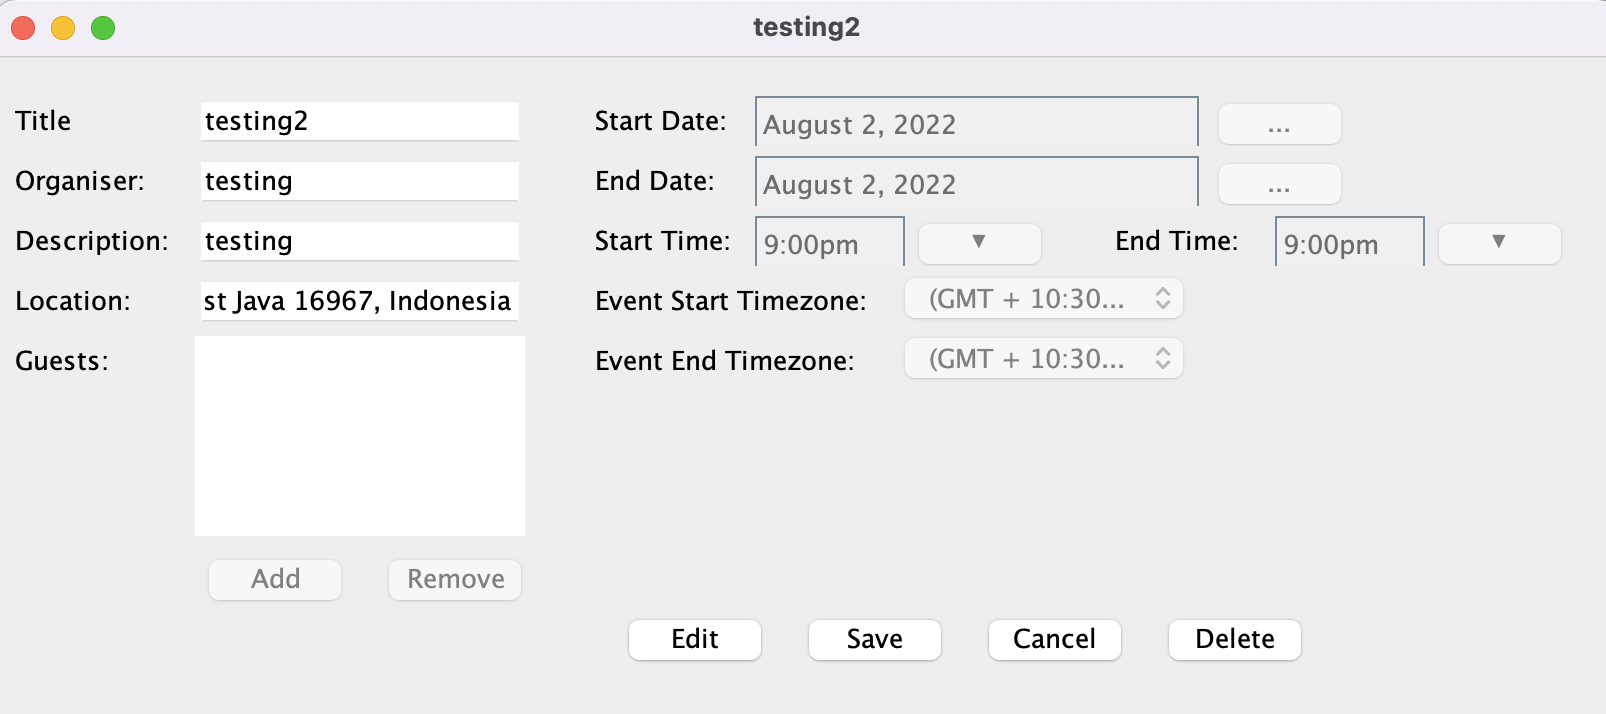 testing2
Title testing2
Organiser: testing
Description: testing
Location: st Java 16967, Indonesia
Guests:
Add Remove
Start Date: August 2, 2022 ...
End Date: August 2, 2022 ...
Start Time: 9:00pm ▼ End Time: 9:00pm ▼
Event Start Timezone: (GMT + 10:30...
Event End Timezone: (GMT + 10:30...
Edit Save Cancel Delete